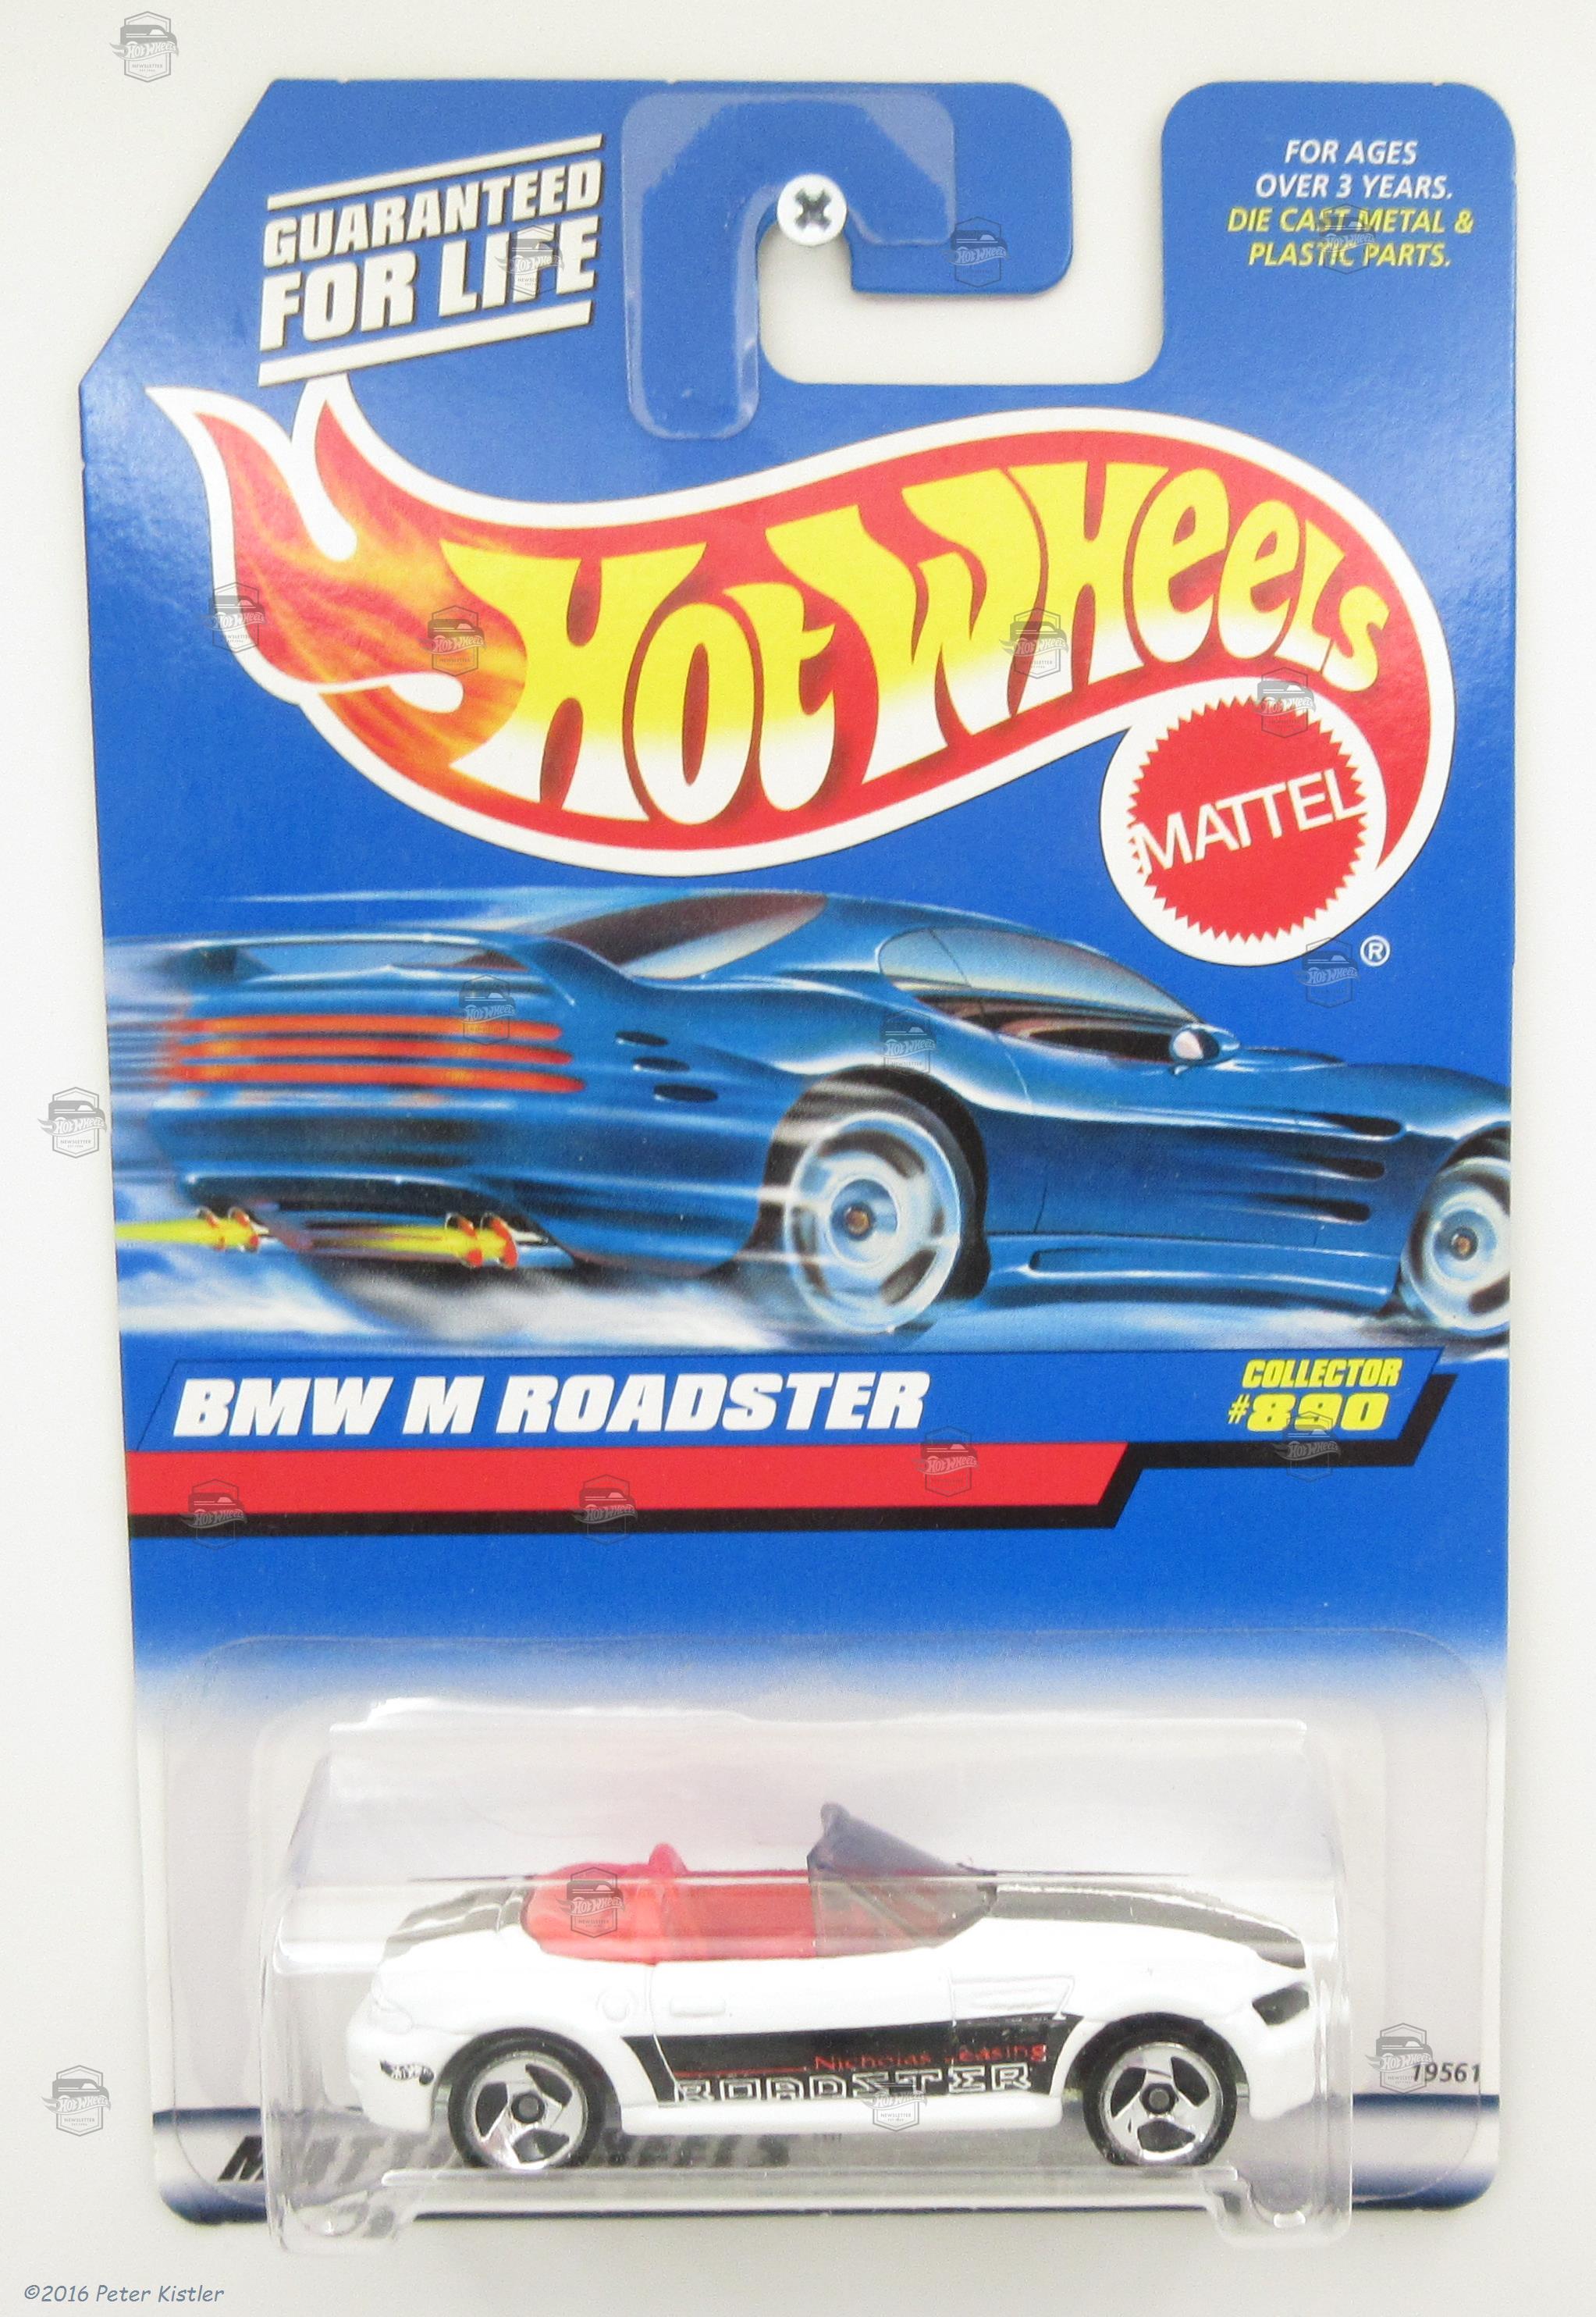 GUARANTEED
FOR LIFE
FOR AGES
OVER 3 YEARS.
DIE CAST METAL &
PLASTIC PARTS.
Hot Wheels
MATTEL
®
BMW M ROADSTER
COLLECTOR
#890
Nicholas Leasing
ROADSTER
19561
©2016 Peter Kistler